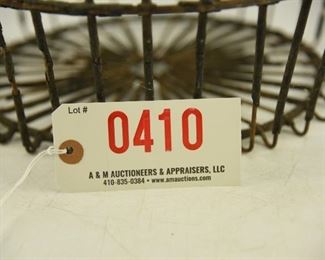 Lot #
0410
A & M AUCTIONEERS & APPRAISERS, LLC
410-835-0384 • www.amauctions.com